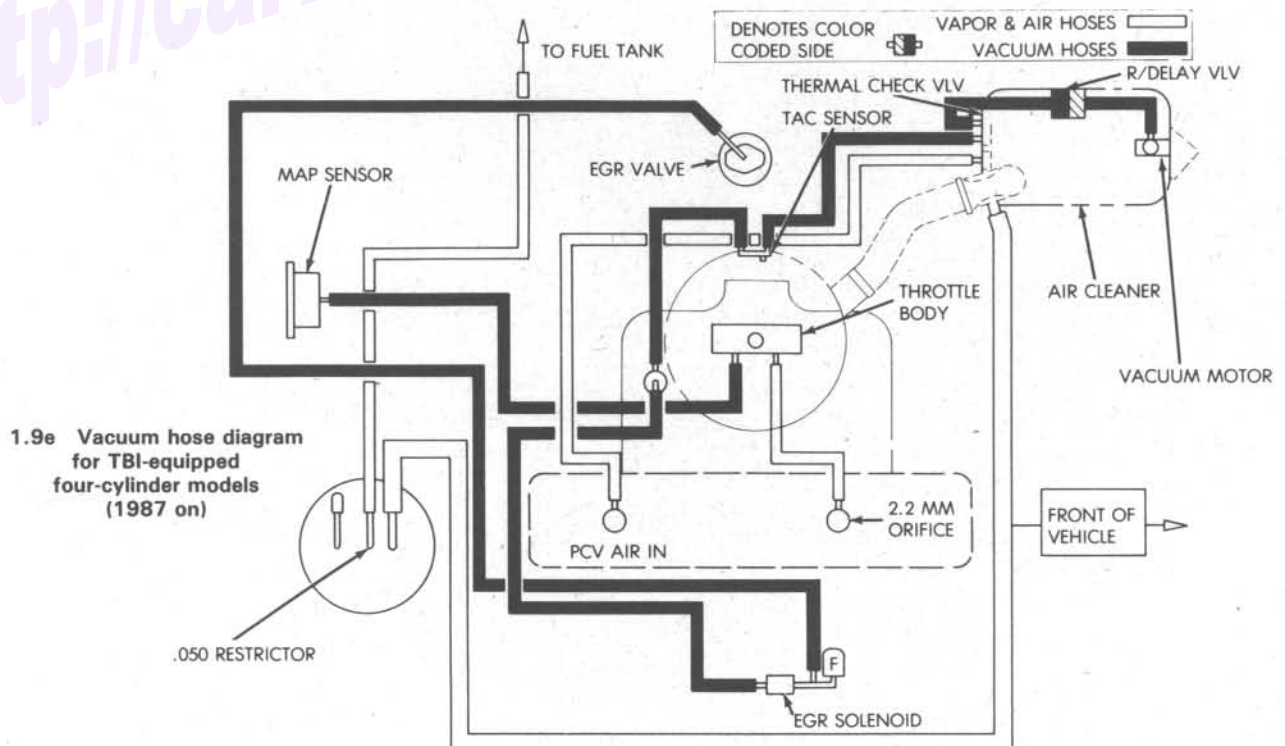 tp://c
DENOTES COLOR
CODED SIDE
VAPOR & AIR HOSES
VACUUM HOSES
TO FUEL TANK
R/DELAY VLV
THERMAL CHECK VLV
TAC SENSOR
EGR VALVE
MAP SENSOR
THROTTLE
BODY
AIR CLEANER
VACUUM MOTOR
1.9e Vacuum hose diagram
for TBI-equipped
four-cylinder models
(1987 on)
2.2 MM
ORIFICE
PCV AIR IN
FRONT OF
VEHICLE
.050 RESTRICTOR
F
EGR SOLENOID